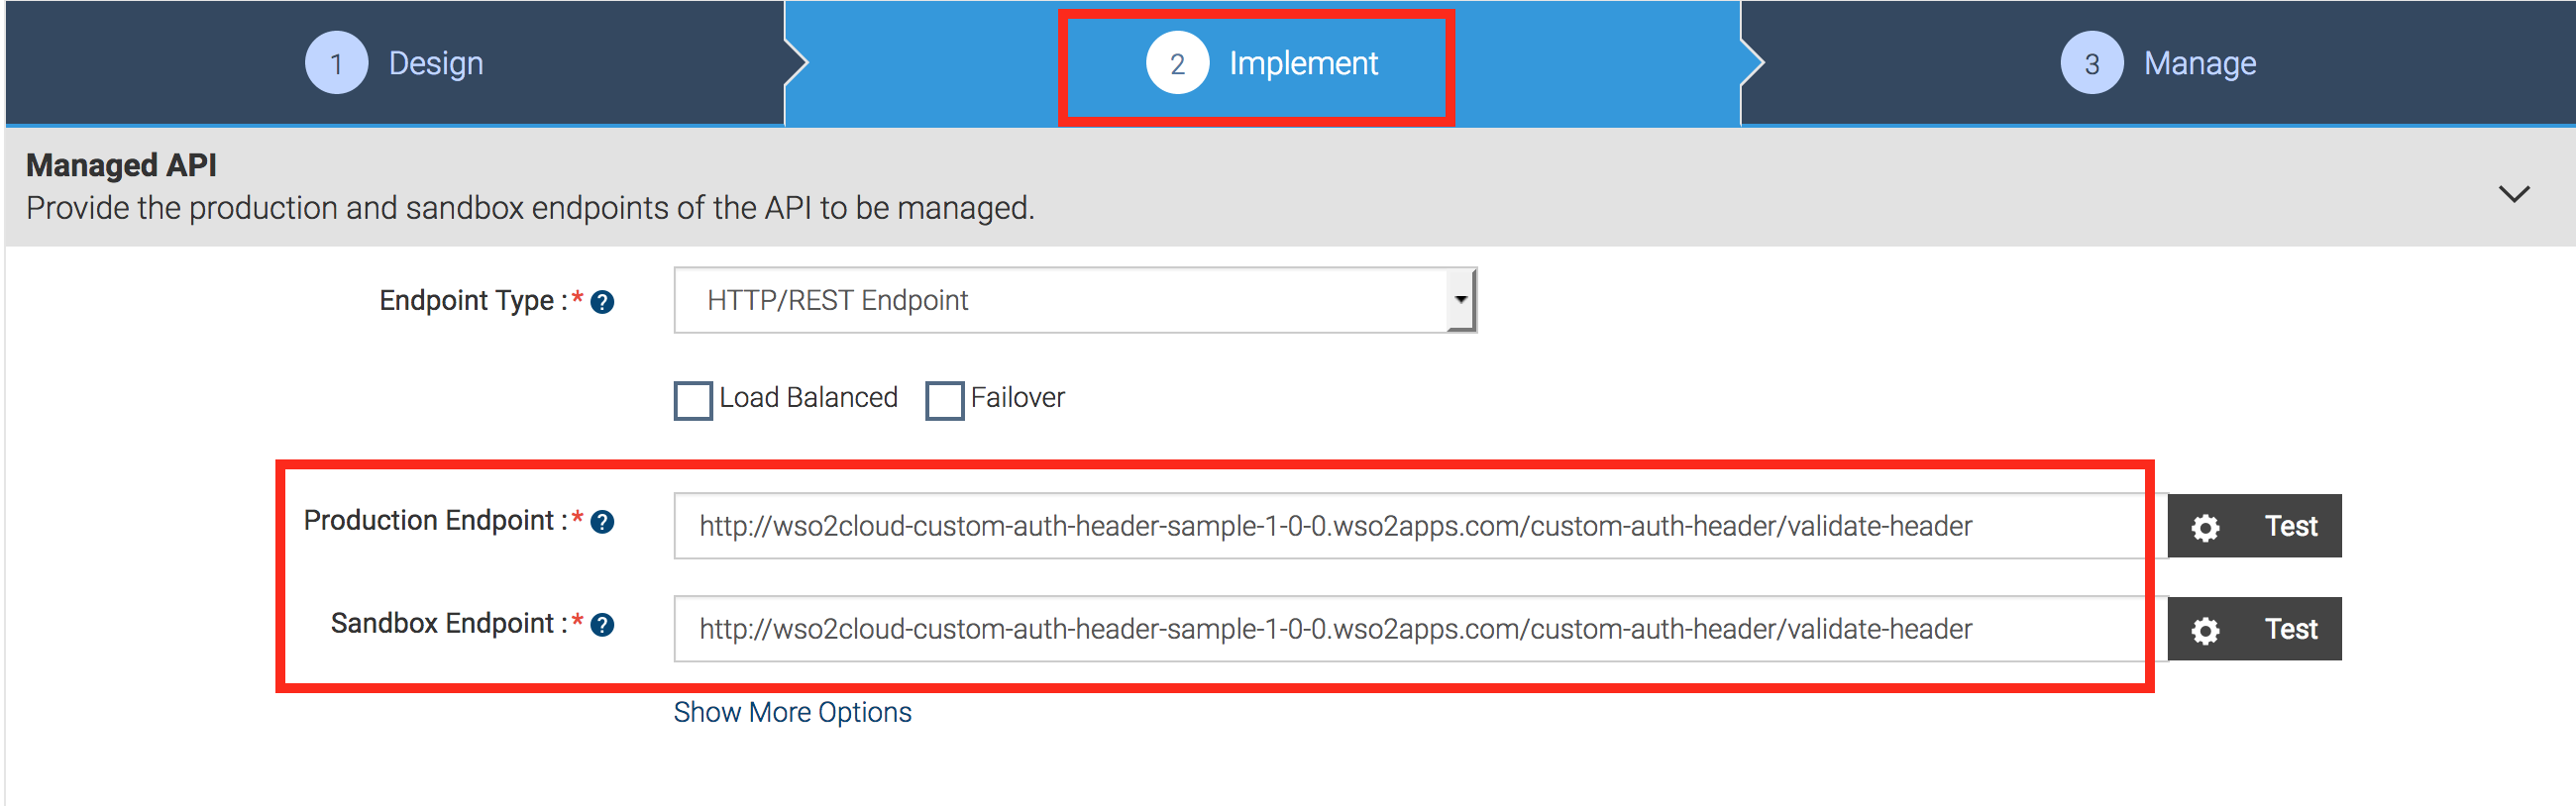 1 Design
2 Implement
3 Manage
Managed API
Provide the production and sandbox endpoints of the API to be managed.
Endpoint Type :* ? HTTP/REST Endpoint
Load Balanced Failover
Production Endpoint :* ? http://wso2cloud-custom-auth-header-sample-1-0-0.wso2apps.com/custom-auth-header/validate-header Test
Sandbox Endpoint :* ? http://wso2cloud-custom-auth-header-sample-1-0-0.wso2apps.com/custom-auth-header/validate-header Test
Show More Options